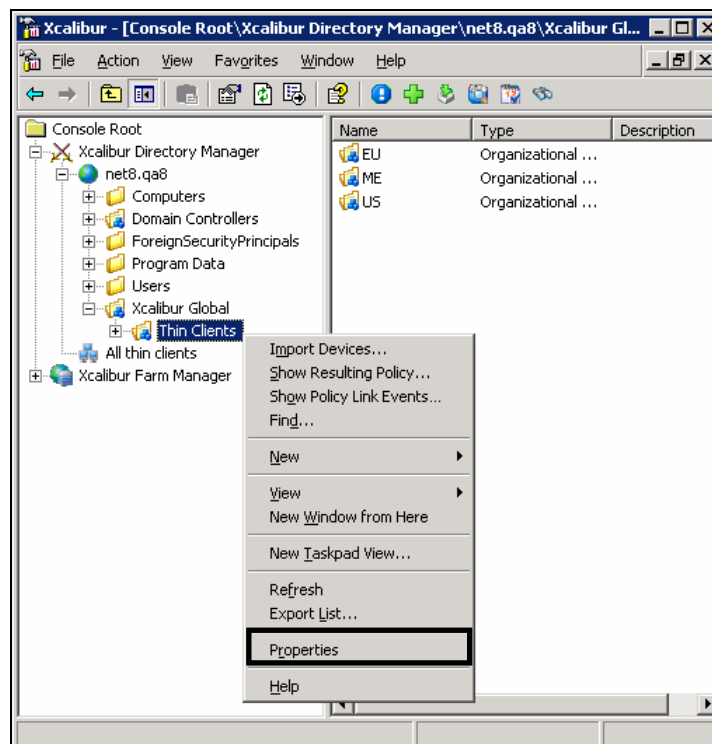 Xcalibur - [Console Root\Xcalibur Directory Manager\net8.qa8\Xcalibur Gl...
File Action View Favorites Window Help
Console Root
Xcalibur Directory Manager
net8.qa8
Computers
Domain Controllers
ForeignSecurityPrincipals
Program Data
Users
Xcalibur Global
Thin Clients
All thin clients
Xcalibur Farm Manager
Name Type Description
EU Organizational ...
ME Organizational ...
US Organizational ...
Import Devices...
Show Resulting Policy...
Show Policy Link Events...
Find...
New
View
New Window from Here
New Taskpad View...
Refresh
Export List...
Properties
Help